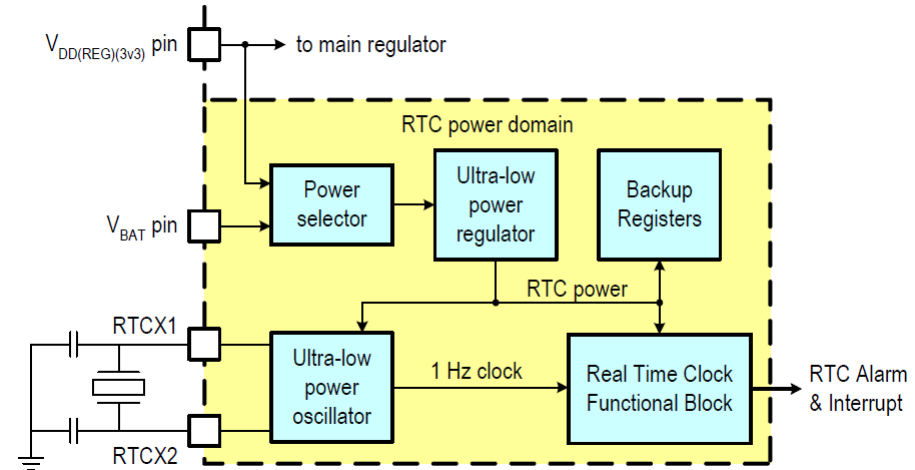 VDD(REG)(3v3) pin
to main regulator
RTC power domain
Power
selector
Ultra-low
power
regulator
Backup
Registers
VBAT pin
RTC power
RTCX1
Ultra-low
power
oscillator
1 Hz clock
Real Time Clock
Functional Block
RTC Alarm
& Interrupt
RTCX2